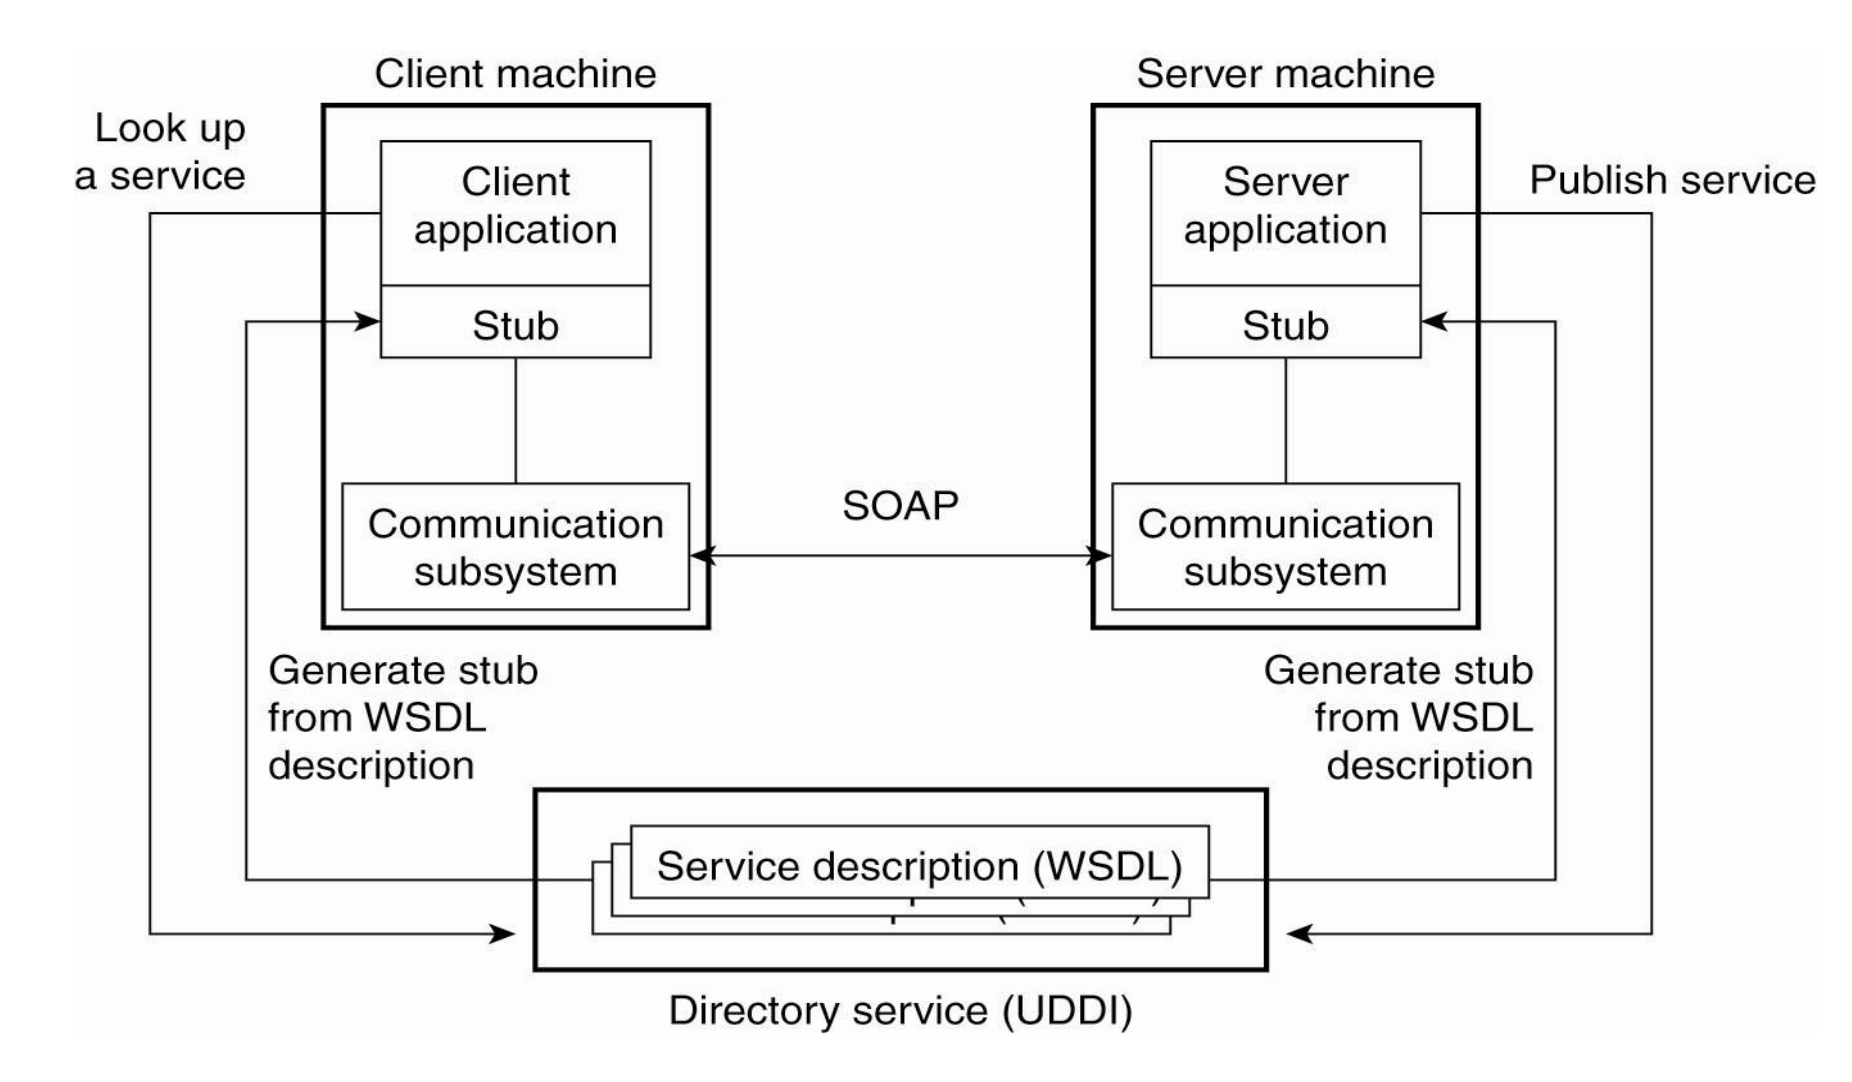 Client machine
Server machine
Look up
a service
Client
application
Stub
Communication
subsystem
SOAP
Server
application
Stub
Communication
subsystem
Publish service
Generate stub
from WSDL
description
Generate stub
from WSDL
description
Service description (WSDL)
Directory service (UDDI)